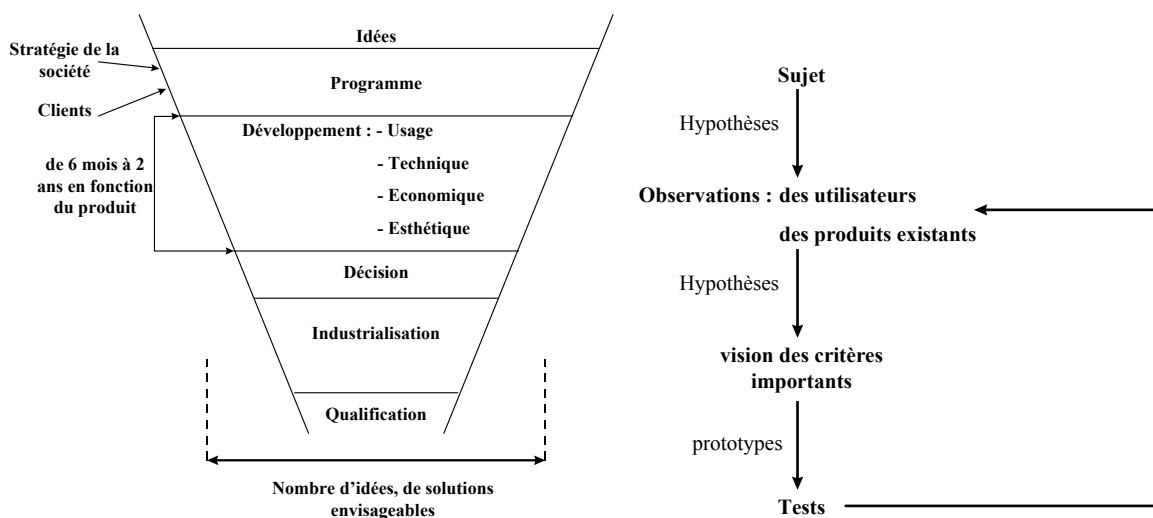 Idées
Stratégie de la
société
Programme
Clients
Développement : - Usage
- Technique
- Economique
- Esthétique
de 6 mois à 2
ans en fonction
du produit
Décision
Industrialisation
Qualification
Nombre d'idées, de solutions
envisageables
Sujet
Hypothèses
Observations : des utilisateurs
des produits existants
Hypothèses
vision des critères
importants
prototypes
Tests